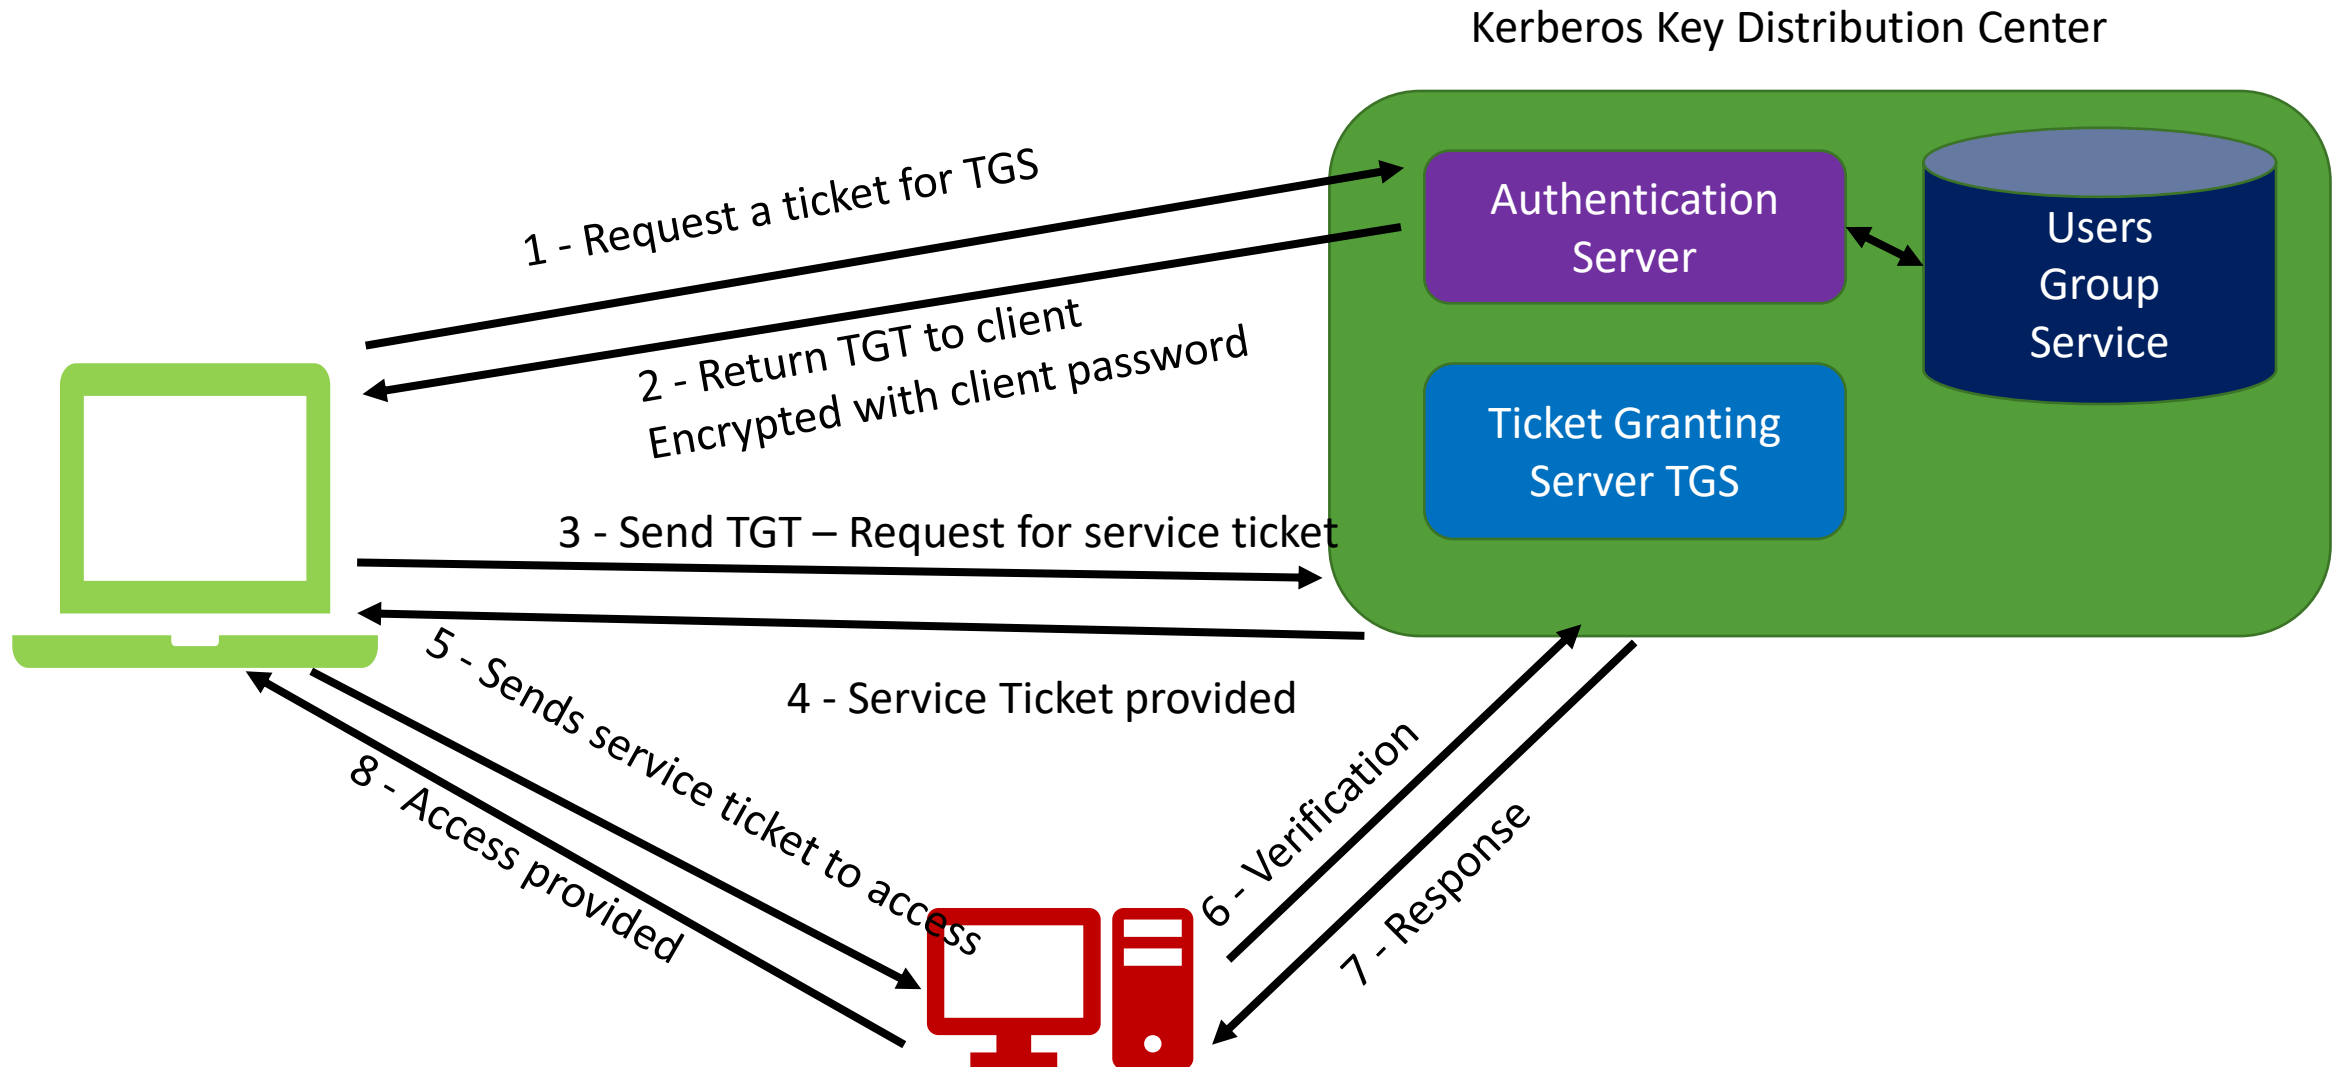 Kerberos Key Distribution Center
1 - Request a ticket for TGS
Authentication
Server
Users
Group
Service
2 - Return TGT to client
Encrypted with client password
Ticket Granting
Server TGS
3 - Send TGT – Request for service ticket
4 - Service Ticket provided
5 - Sends service ticket to access
8 - Access provided
6 - Verification
7 - Response